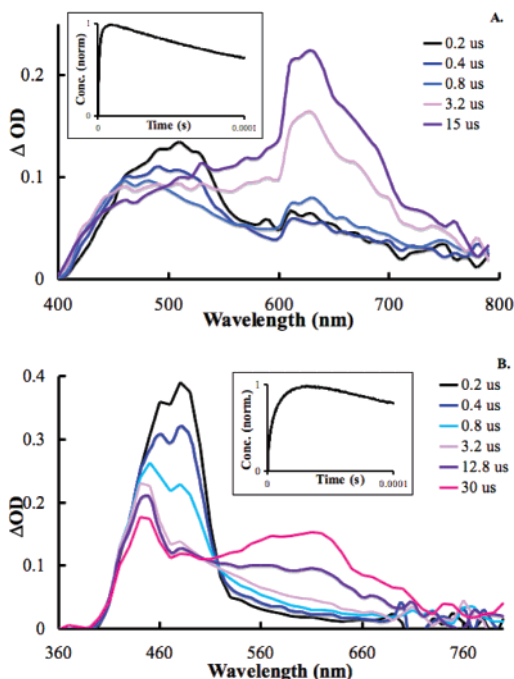 A.
1
Conc. (norm)
0
0
Time (s)
0.0001
0.2 us
0.4 us
0.8 us
3.2 us
15 us
Δ OD
0.2
0.1
0
400
500
600
700
800
Wavelength (nm)
B.
1
Conc. (norm.)
0
0
Time (s)
0.0001
0.2 us
0.4 us
0.8 us
3.2 us
12.8 us
30 us
ΔOD
0.4
0.3
0.2
0.1
0
360
460
560
660
760
Wavelength (nm)